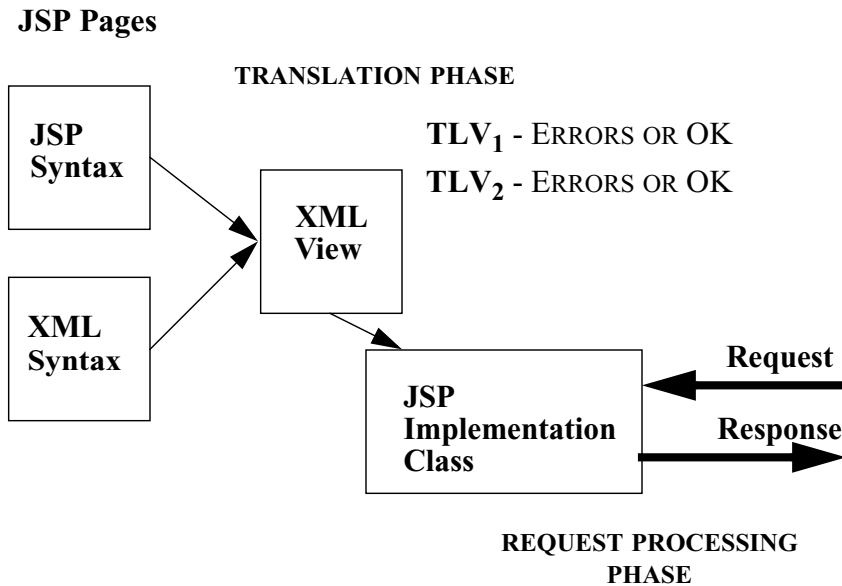 JSP Pages
TRANSLATION PHASE
JSP
Syntax
TLV1 - ERRORS OR OK
TLV2 - ERRORS OR OK
XML
View
XML
Syntax
JSP
Implementation
Class
Request
Response
REQUEST PROCESSING
PHASE